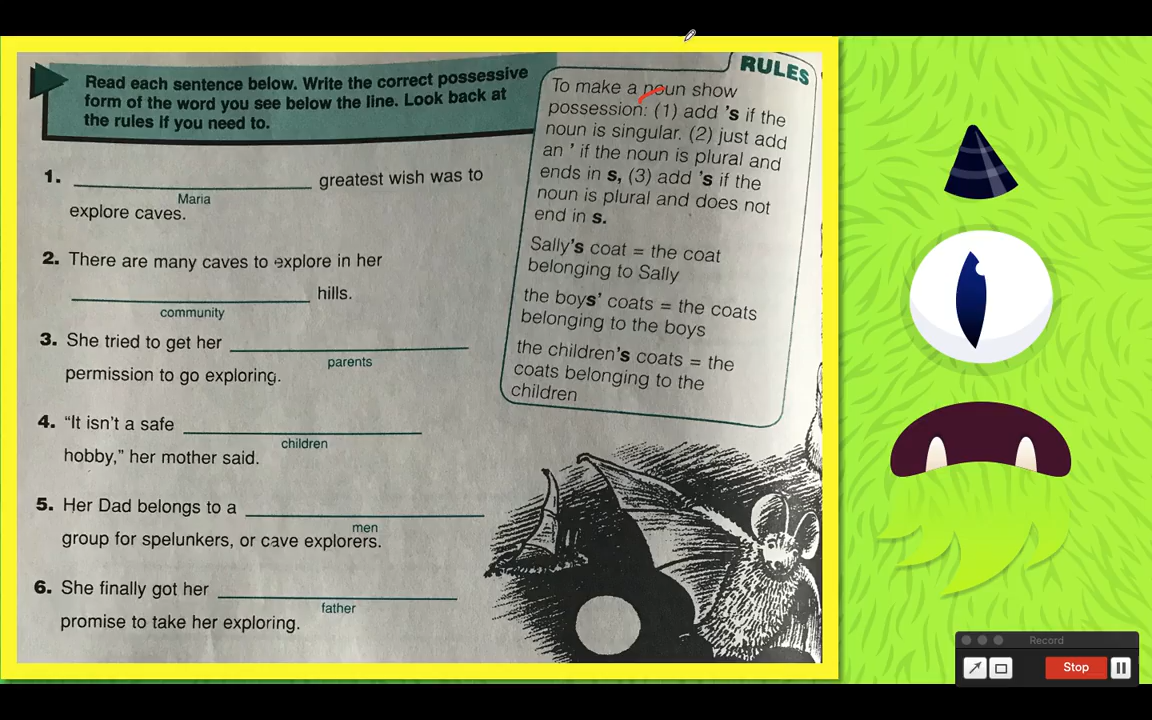 Read each sentence below. Write the correct possessive
form of the word you see below the line. Look back at
the rules if you need to.
1. greatest wish was to
Maria
explore caves.
2. There are many caves to explore in her
hills.
community
3. She tried to get her
parents
permission to go exploring.
4. “It isn’t a safe
children
hobby,” her mother said.
5. Her Dad belongs to a
men
group for spelunkers, or cave explorers.
6. She finally got her
father
promise to take her exploring.
RULES
To make a noun show
possession: (1) add ’s if the
noun is singular. (2) just add
an ’ if the noun is plural and
ends in s, (3) add ’s if the
noun is plural and does not
end in s.
Sally’s coat = the coat
belonging to Sally
the boys’ coats = the coats
belonging to the boys
the children’s coats = the
coats belonging to the
children
Record
Stop